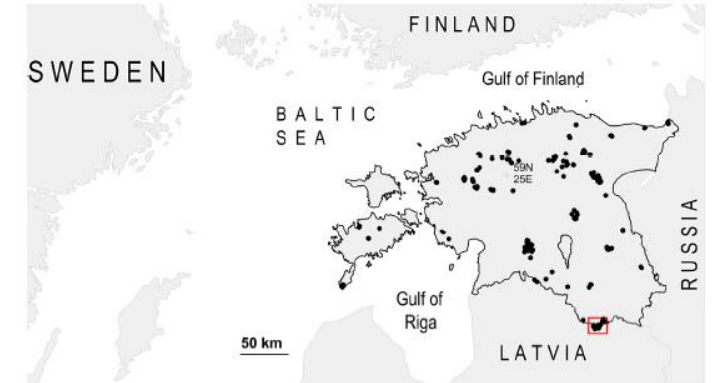 FINLAND
SWEDEN
Gulf of Finland
BALTIC
SEA
59N
25E
RUSSIA
Gulf of
Riga
50 km
LATVIA